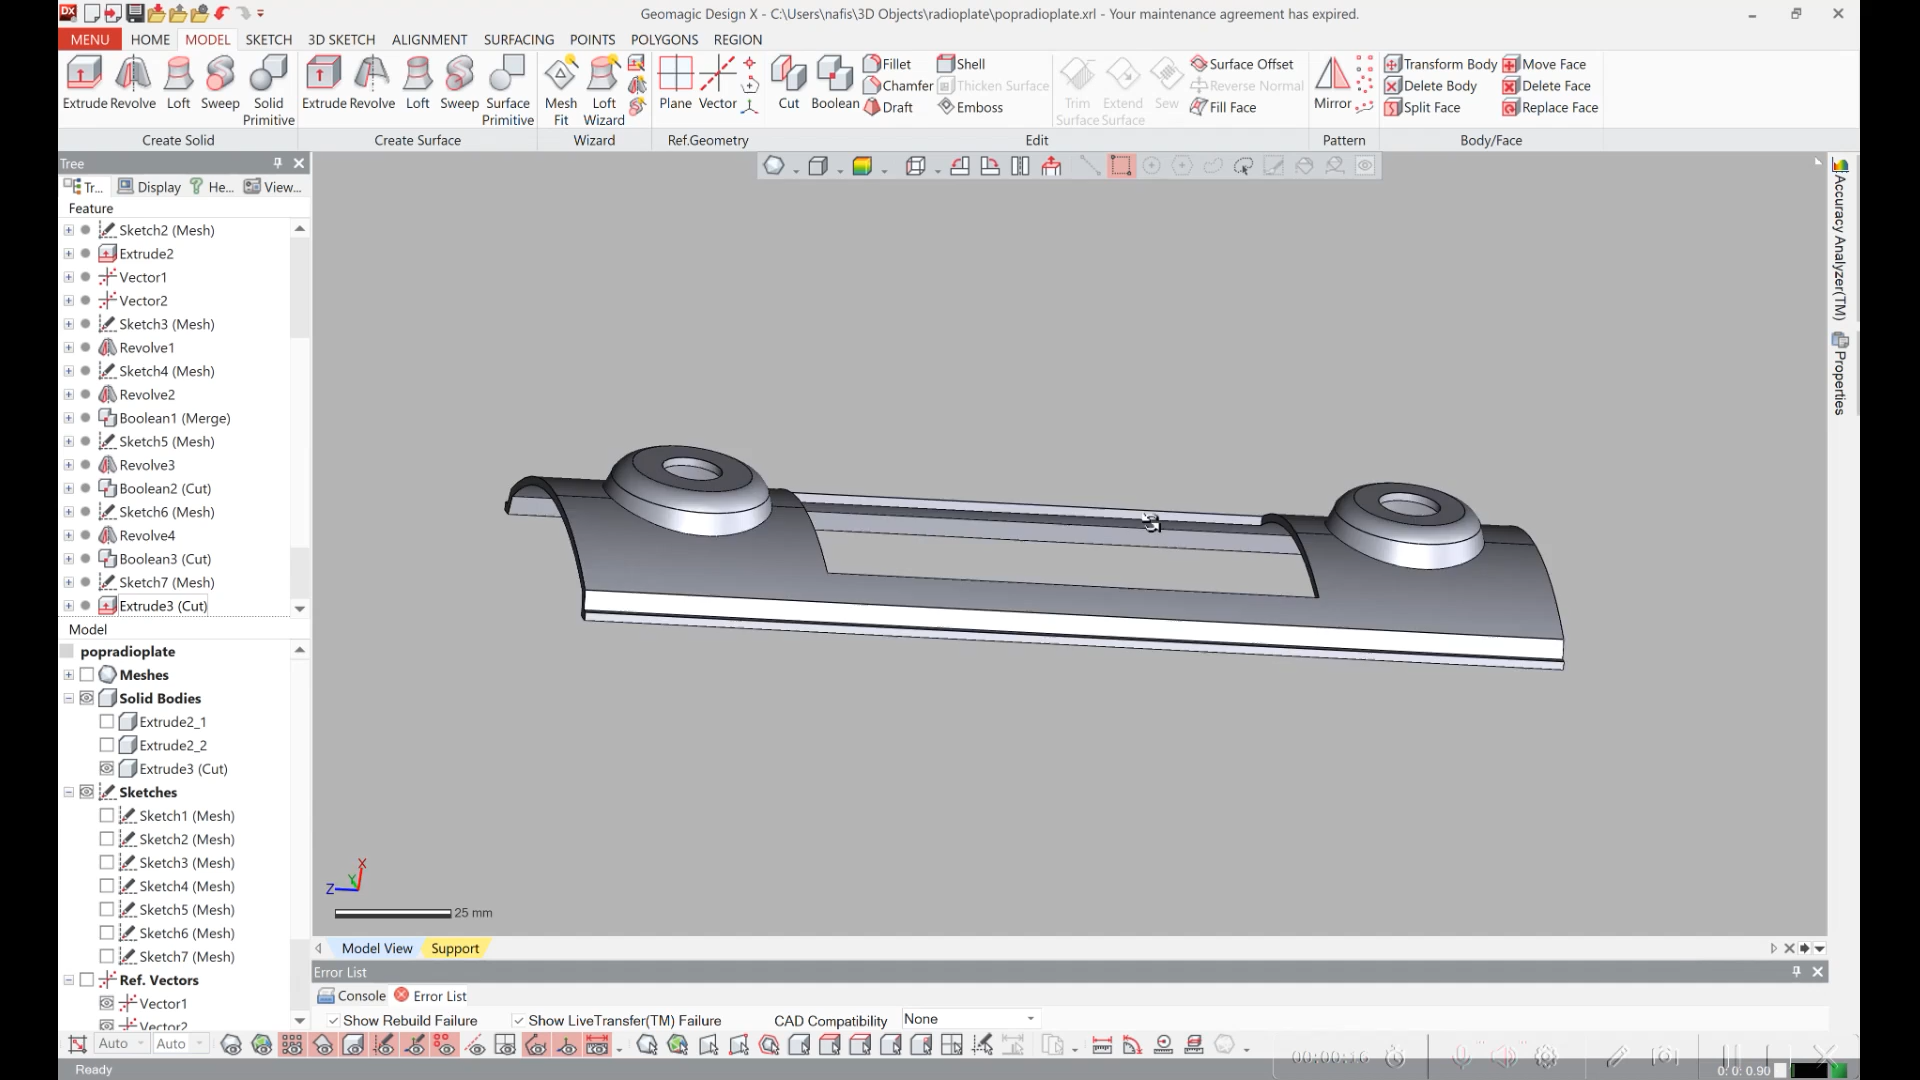 Geomagic Design X - C:\Users\nafis\3D Objects\radioplate\popradioplate.xrl - Your maintenance agreement has expired.
MENU HOME MODEL SKETCH 3D SKETCH ALIGNMENT SURFACING POINTS POLYGONS REGION
Extrude Revolve Loft Sweep Solid Primitive
Create Solid
Extrude Revolve Loft Sweep Surface Primitive
Create Surface
Mesh Fit Loft Wizard
Wizard
Plane Vector
Ref.Geometry
Cut Boolean Fillet Chamfer Draft Shell Thicken Surface Emboss Trim Surface Extend Surface Sew Surface Offset Reverse Normal Fill Face
Edit
Mirror
Pattern
Transform Body Delete Body Split Face Move Face Delete Face Replace Face
Body/Face
Tree
Tr... Display He... View...
Feature
Sketch2 (Mesh)
Extrude2
Vector1
Vector2
Sketch3 (Mesh)
Revolve1
Sketch4 (Mesh)
Revolve2
Boolean1 (Merge)
Sketch5 (Mesh)
Revolve3
Boolean2 (Cut)
Sketch6 (Mesh)
Revolve4
Boolean3 (Cut)
Sketch7 (Mesh)
Extrude3 (Cut)
Model
popradioplate
Meshes
Solid Bodies
Extrude2_1
Extrude2_2
Extrude3 (Cut)
Sketches
Sketch1 (Mesh)
Sketch2 (Mesh)
Sketch3 (Mesh)
Sketch4 (Mesh)
Sketch5 (Mesh)
Sketch6 (Mesh)
Sketch7 (Mesh)
Ref. Vectors
Vector1
Vector2
X
Y
Z
25 mm
Accuracy Analyzer(TM)
Properties
Model View Support
Error List
Console Error List
Show Rebuild Failure Show LiveTransfer(TM) Failure CAD Compatibility None
Auto Auto
00:00:16
Ready
0: 0: 0.90